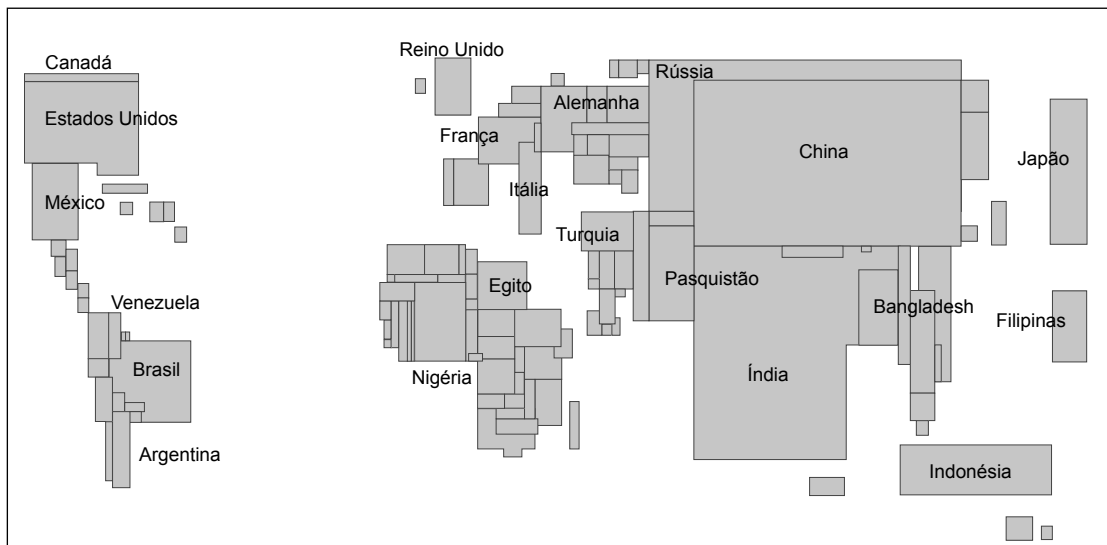 Reino Unido
Canadá
Rússia
Alemanha
Estados Unidos
França
China
Japão
Itália
México
Turquia
Egito
Pasquistão
Venezuela
Bangladesh
Filipinas
Brasil
Nigéria
Índia
Argentina
Indonésia